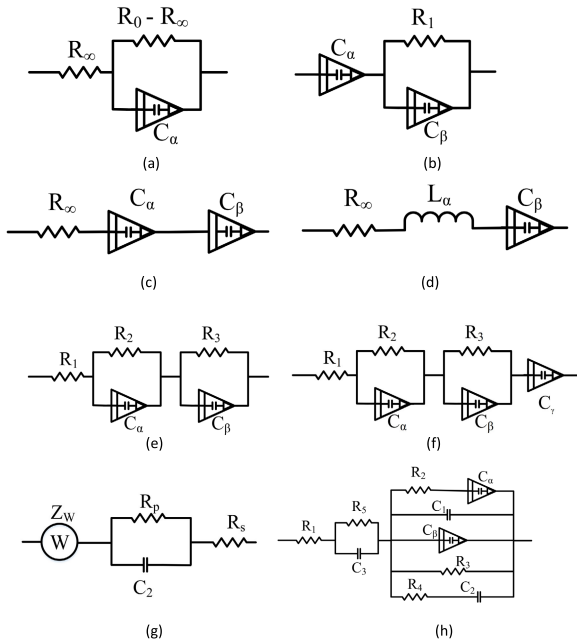 R₀ - R∞
R∞
Cα
(a)
R₁
Cα
Cβ
(b)
R∞
Cα
Cβ
(c)
R∞
Lα
Cβ
(d)
R₁
R₂
R₃
Cα
Cβ
(e)
R₁
R₂
R₃
Cα
Cβ
Cγ
(f)
Z_W
W
Rₚ
Rₛ
C₂
(g)
R₁
R₅
C₃
R₂
Cα
C₁
Cβ
R₃
R₄
C₂
(h)